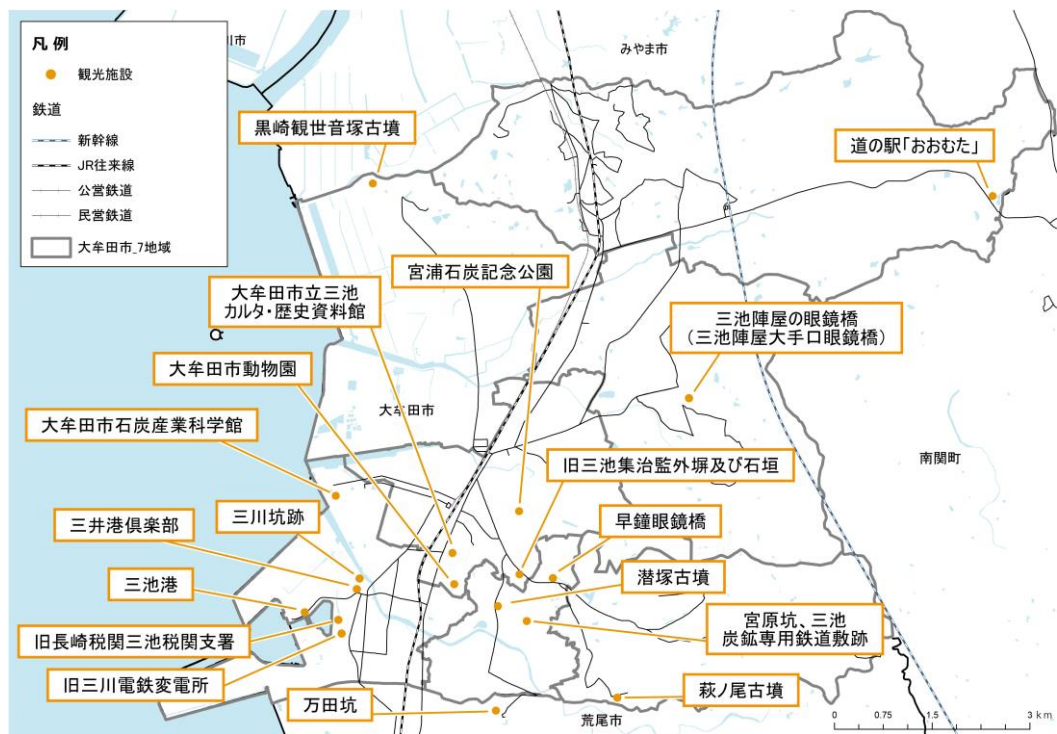 凡例
観光施設
鉄道
新幹線
JR往来線
公営鉄道
民営鉄道
大牟田市_7地域
川市
みやま市
黒崎観世音塚古墳
道の駅「おおむた」
宮浦石炭記念公園
大牟田市立三池
カルタ・歴史資料館
三池陣屋の眼鏡橋
(三池陣屋大手口眼鏡橋)
大牟田市動物園
大牟田市
大牟田市石炭産業科学館
南関町
旧三池集治監外塀及び石垣
三川坑跡
早鐘眼鏡橋
三井港倶楽部
潜塚古墳
三池港
宮原坑、三池
炭鉱専用鉄道敷跡
旧長崎税関三池税関支署
旧三川電鉄変電所
萩ノ尾古墳
万田坑
荒尾市
0 0.75 1.5 3 km